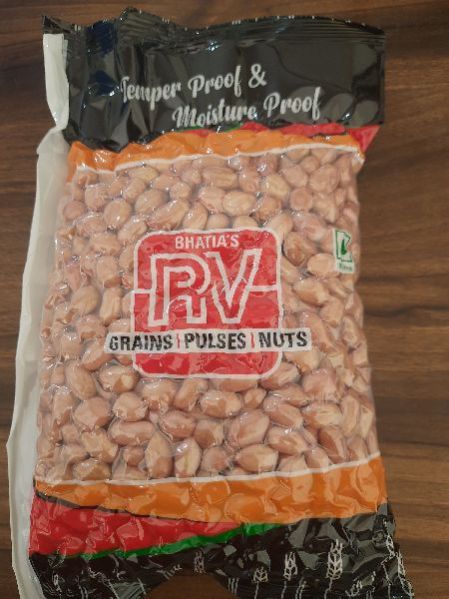 Temper Proof &
Moisture Proof
BHATIA'S
RV
GRAINS | PULSES | NUTS